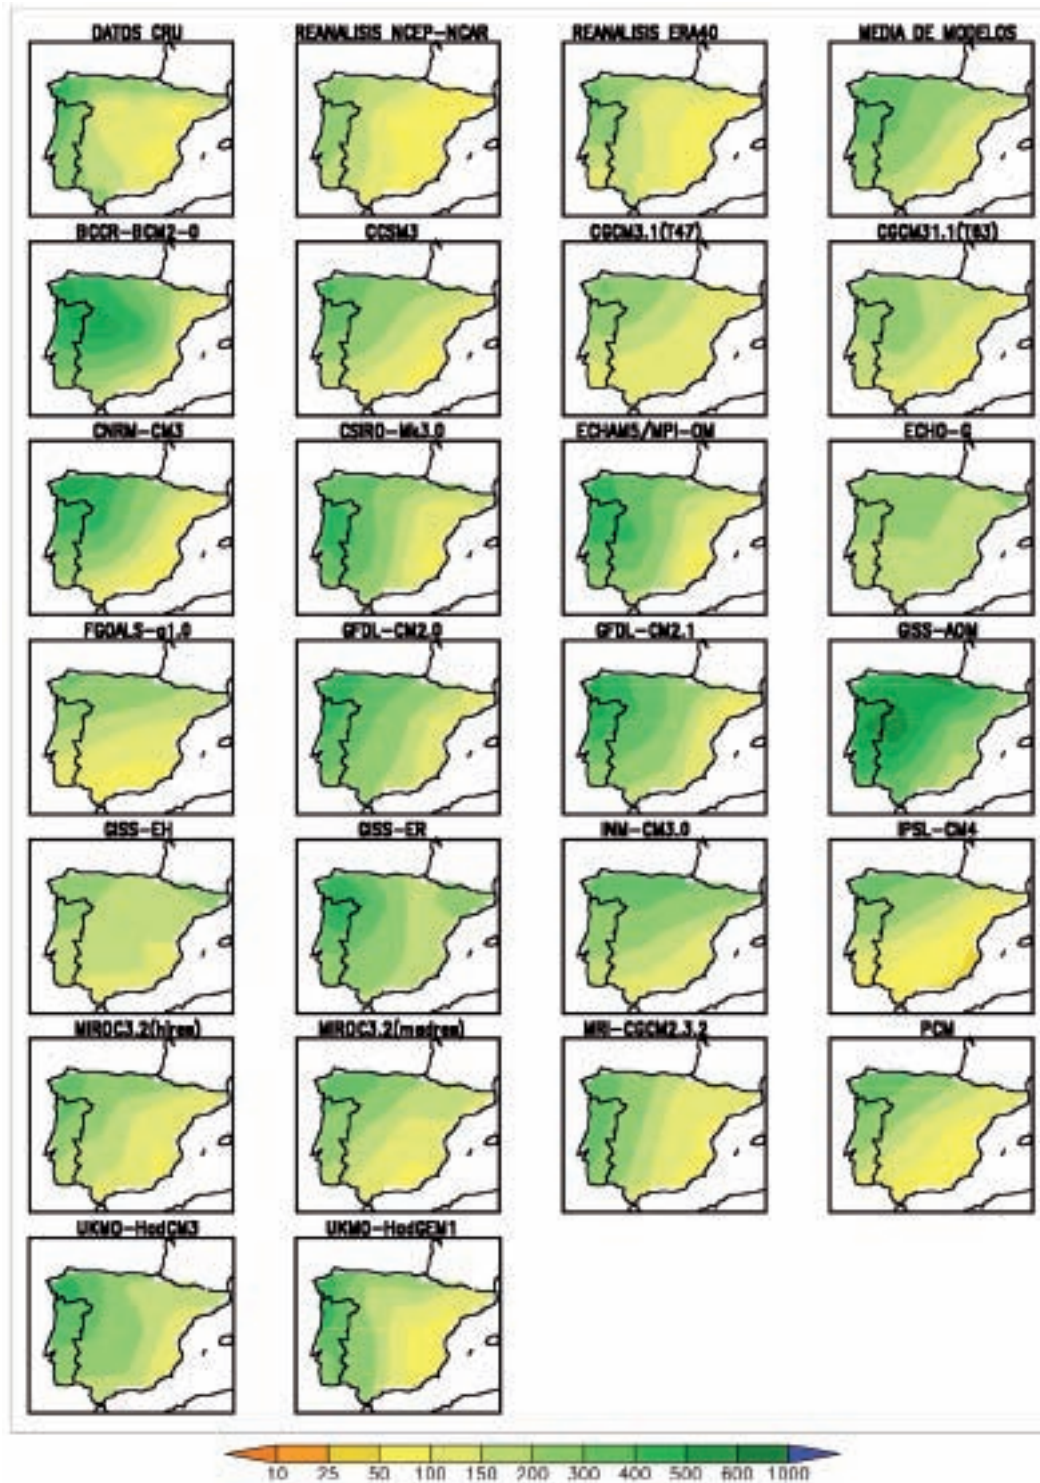 DATOS CRU
REANALISIS NCEP-NCAR
REANALISIS ERA40
MEDIA DE MODELOS
BCCR-BCM2-0
CCSM3
CGCM3.1(T47)
CGCM31.1(T63)
CNRM-CM3
CSIRO-Mk3.0
ECHAM5/MPI-OM
ECHO-G
FGOALS-g1.0
GFDL-CM2.0
GFDL-CM2.1
GISS-AOM
GISS-EH
GISS-ER
INM-CM3.0
IPSL-CM4
MIROC3.2(hires)
MIROC3.2(medres)
MRI-CGCM2.3.2
PCM
UKMO-HadCM3
UKMO-HadGEM1
10 25 50 100 150 200 300 400 500 600 1000